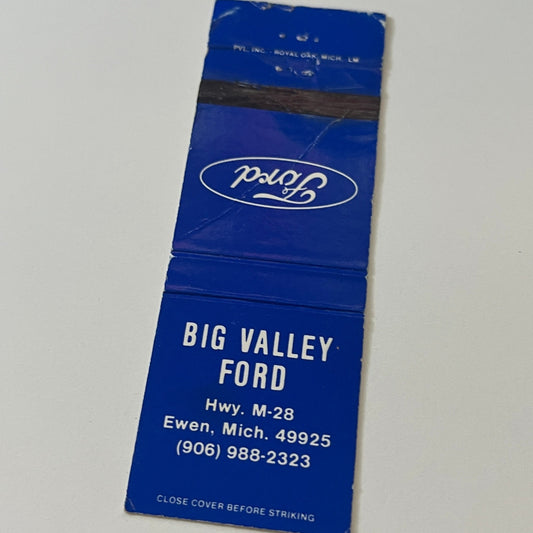 PVL, INC. - ROYAL OAK, MICH. LM
Ford
BIG VALLEY
FORD
Hwy. M-28
Ewen, Mich. 49925
(906) 988-2323
CLOSE COVER BEFORE STRIKING